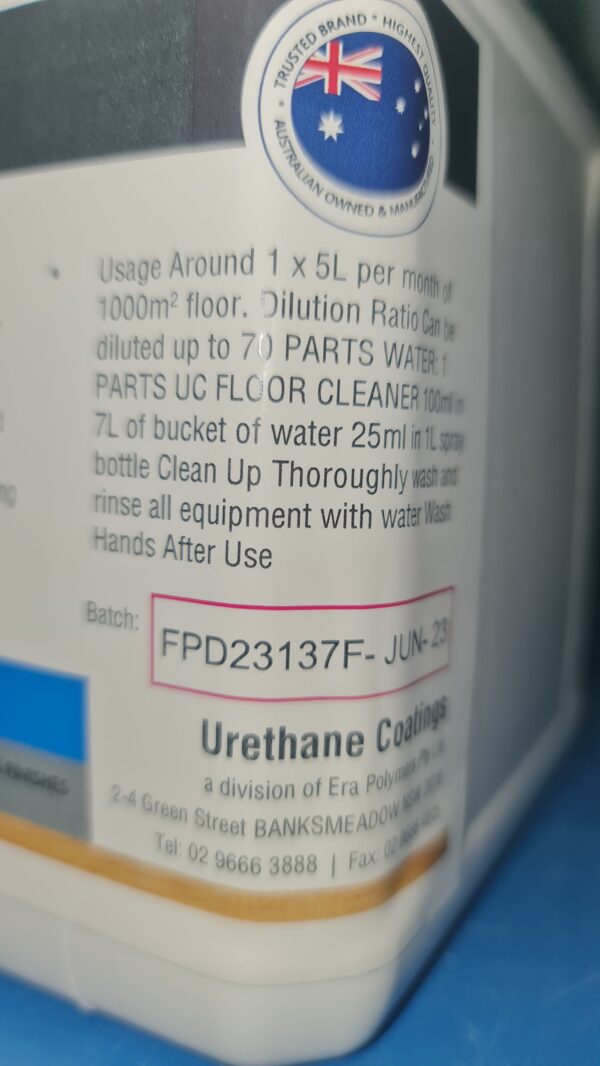 TRUSTED BRAND * HIGHEST QUALITY
AUSTRALIAN OWNED & MANUFACTURED
Usage Around 1 x 5L per month of
1000m² floor. Dilution Ratio Can be
diluted up to 70 PARTS WATER: 1
PARTS UC FLOOR CLEANER 100ml in
7L of bucket of water 25ml in 1L spray
bottle Clean Up Thoroughly wash and
rinse all equipment with water Wash
Hands After Use
Batch:
FPD23137F- JUN- 23
Urethane Coatings
a division of Era Polymers Pty Ltd
2-4 Green Street BANKSMEADOW NSW
Tel: 02 9666 3888 | Fax: 02
FINISHES